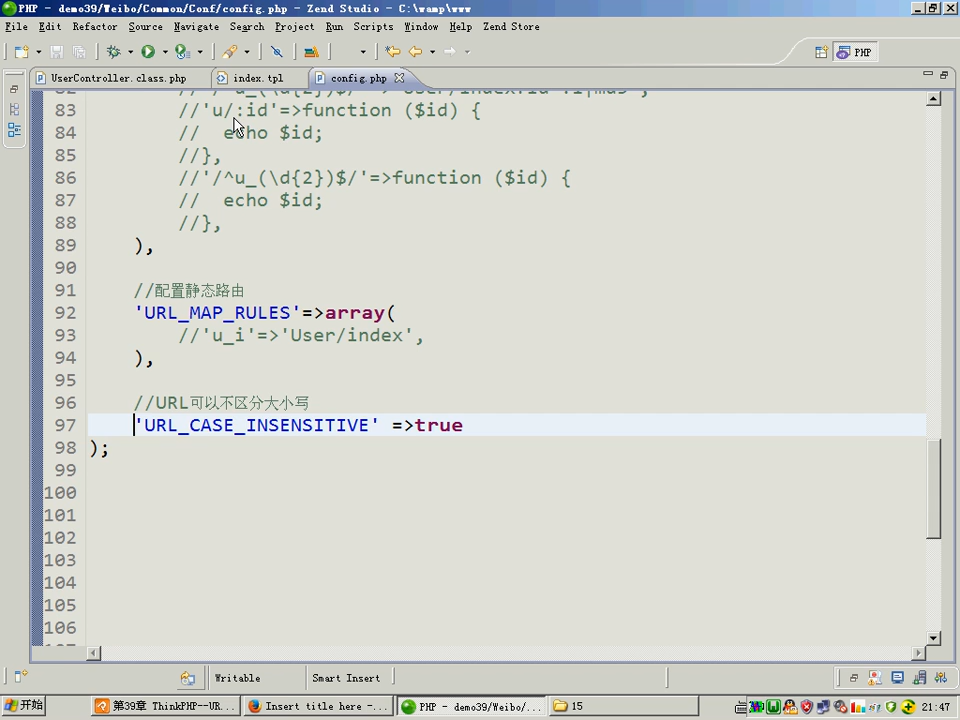 PHP - demo39/Weibo/Common/Conf/config.php - Zend Studio - C:\wamp\www
File Edit Refactor Source Navigate Search Project Run Scripts Window Help Zend Store
PHP
UserController.class.php index.tpl config.php
83 //'u/:id'=>function ($id) {
84 // echo $id;
85 //},
86 //'/^u_(\d{2})$/'=>function ($id) {
87 // echo $id;
88 //},
89 ),
90
91 //配置静态路由
92 'URL_MAP_RULES'=>array(
93 //'u_i'=>'User/index',
94 ),
95
96 //URL可以不区分大小写
97 'URL_CASE_INSENSITIVE' =>true
98 );
99
100
101
102
103
104
105
106
Writable Smart Insert
开始 第39章 ThinkPHP--UR... Insert title here -... PHP - demo39/Weibo/... 15 21:47